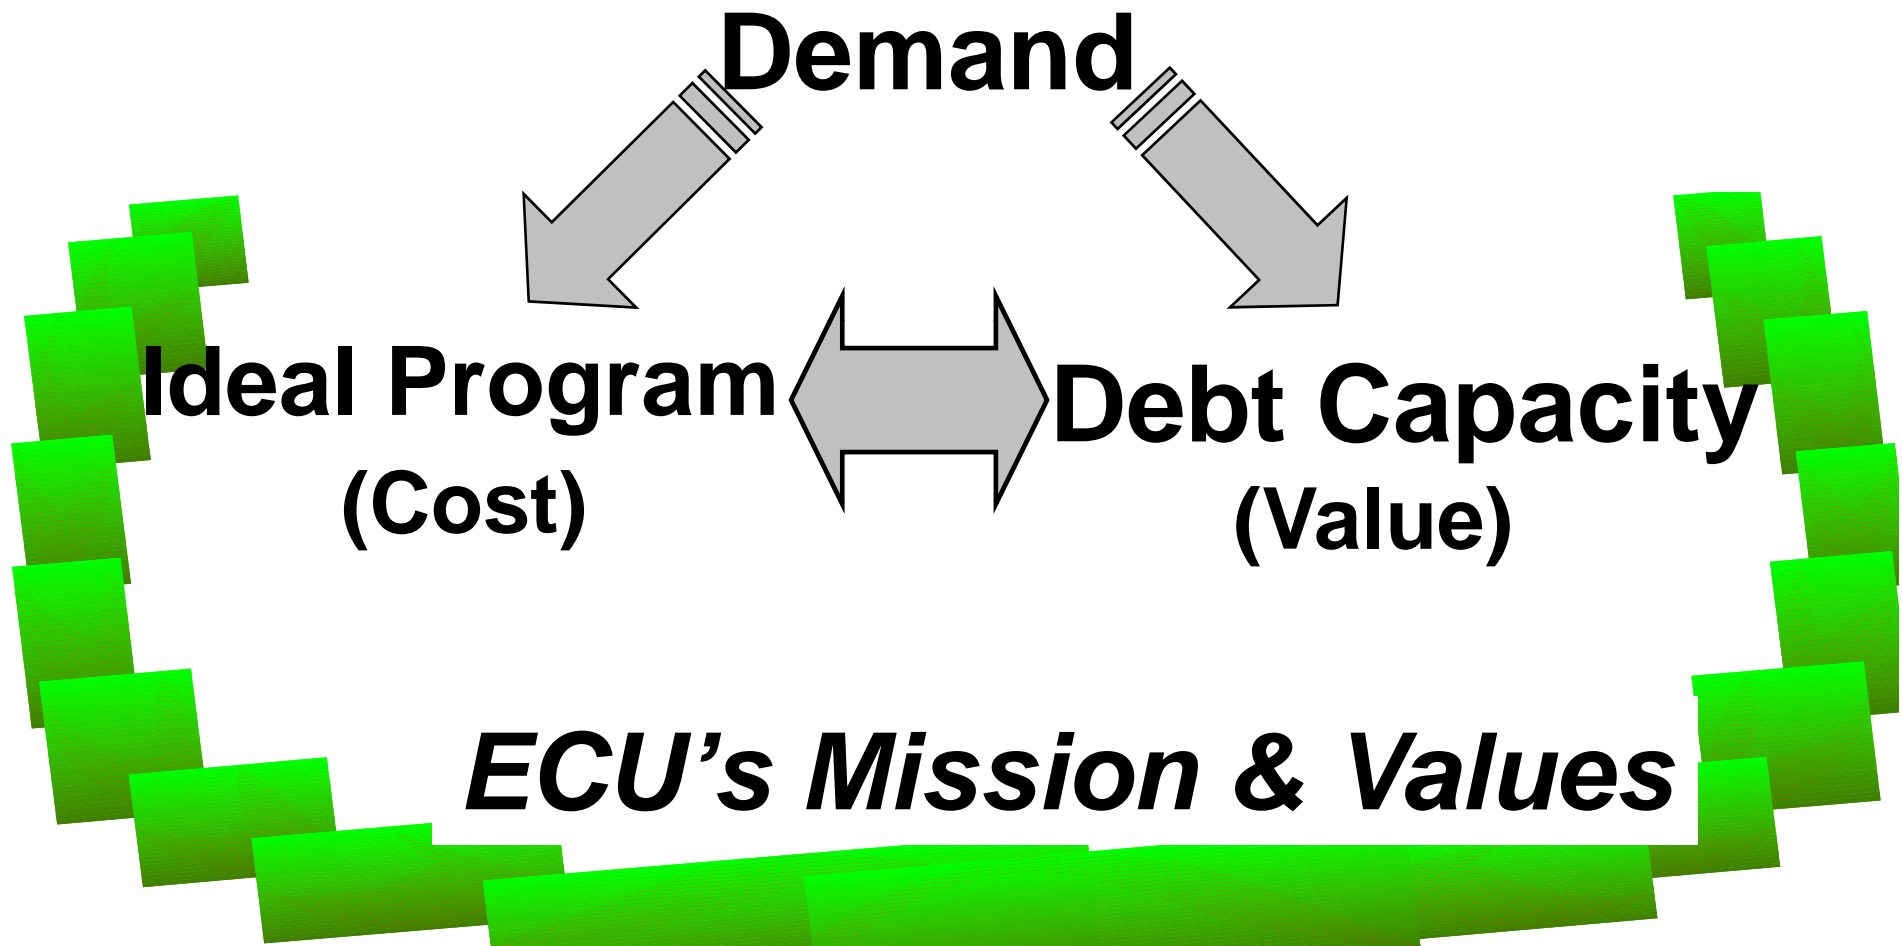 Demand
Ideal Program
(Cost)
Debt Capacity
(Value)
ECU’s Mission & Values